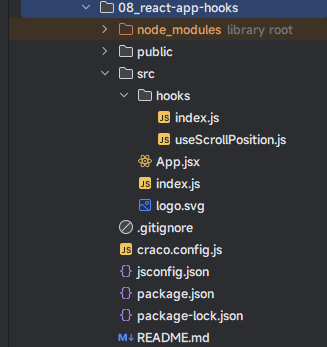 08_react-app-hooks
node_modules library root
public
src
hooks
JS index.js
JS useScrollPosition.js
App.jsx
JS index.js
logo.svg
.gitignore
JS craco.config.js
{} jsconfig.json
{} package.json
{} package-lock.json
M↓ README.md